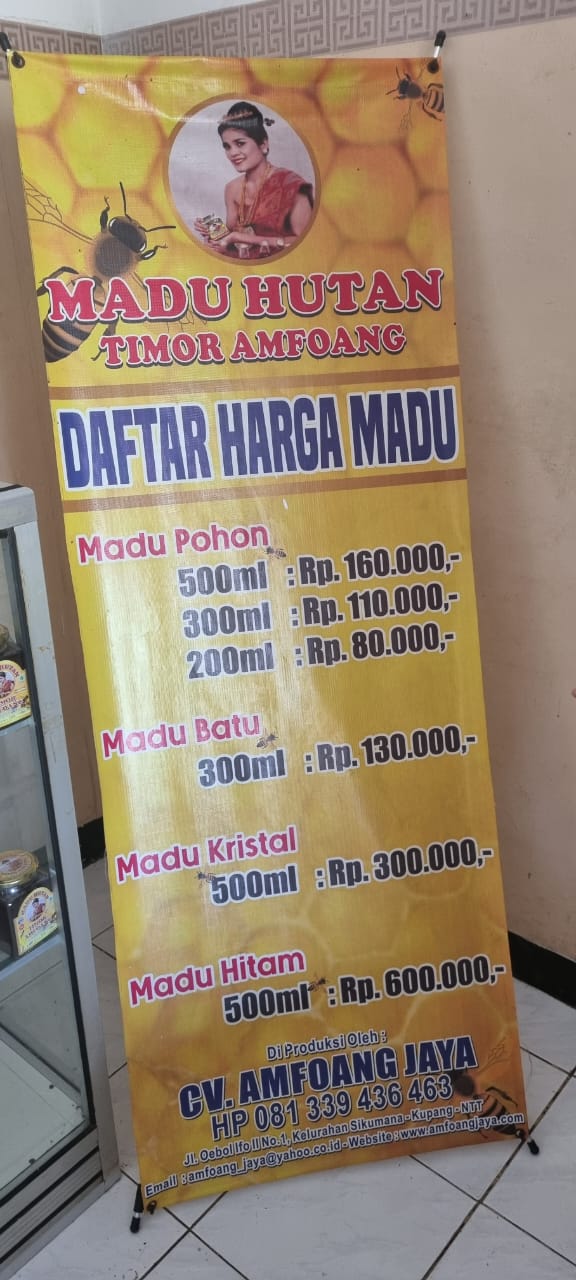 MADU HUTAN
TIMOR AMFOANG
DAFTAR HARGA MADU
Madu Pohon
500ml : Rp. 160.000,-
300ml : Rp. 110.000,-
200ml : Rp. 80.000,-
Madu Batu
300ml : Rp. 130.000,-
Madu Kristal
500ml : Rp. 300.000,-
Madu Hitam
500ml : Rp. 600.000,-
Di Produksi Oleh :
CV. AMFOANG JAYA
HP 081 339 436 463
Jl. Oebol Ifo II No.1, Kelurahan Sikumana - Kupang - NTT
Email : amfoang_jaya@yahoo.co.id - Website : www.amfoangjaya.com
HUTAN
TIMOR